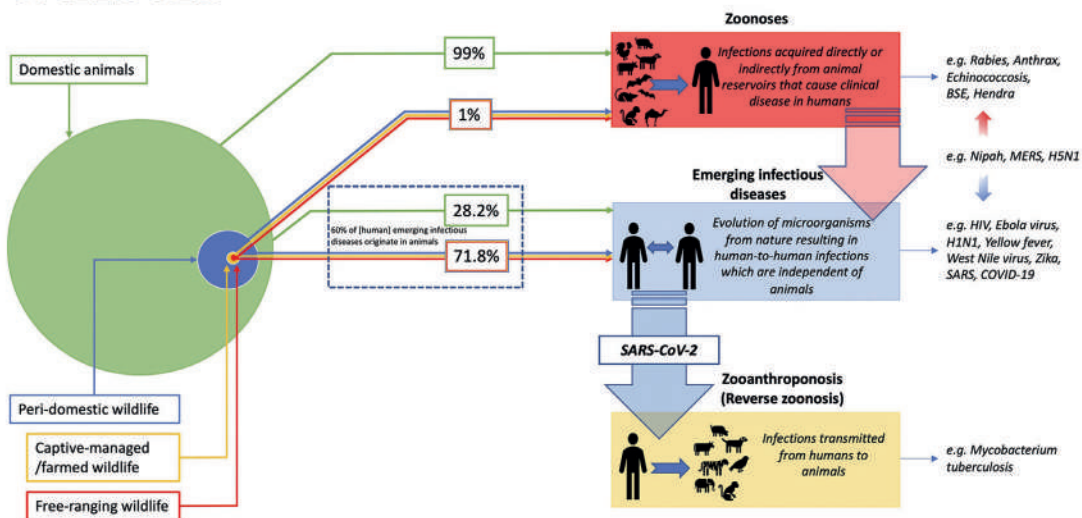 Zoonoses
Domestic animals
99%
Infections acquired directly or
indirectly from animal
reservoirs that cause clinical
disease in humans
e.g. Rabies, Anthrax,
Echinococcosis,
BSE, Hendra
1%
e.g. Nipah, MERS, H5N1
Emerging infectious
diseases
28.2%
60% of [human] emerging infectious
diseases originate in animals
71.8%
Evolution of microorganisms
from nature resulting in
human-to-human infections
which are independent of
animals
e.g. HIV, Ebola virus,
H1N1, Yellow fever,
West Nile virus, Zika,
SARS, COVID-19
SARS-CoV-2
Zooanthroponosis
(Reverse zoonosis)
Peri-domestic wildlife
Captive-managed
/farmed wildlife
Free-ranging wildlife
Infections transmitted
from humans to
animals
e.g. Mycobacterium
tuberculosis